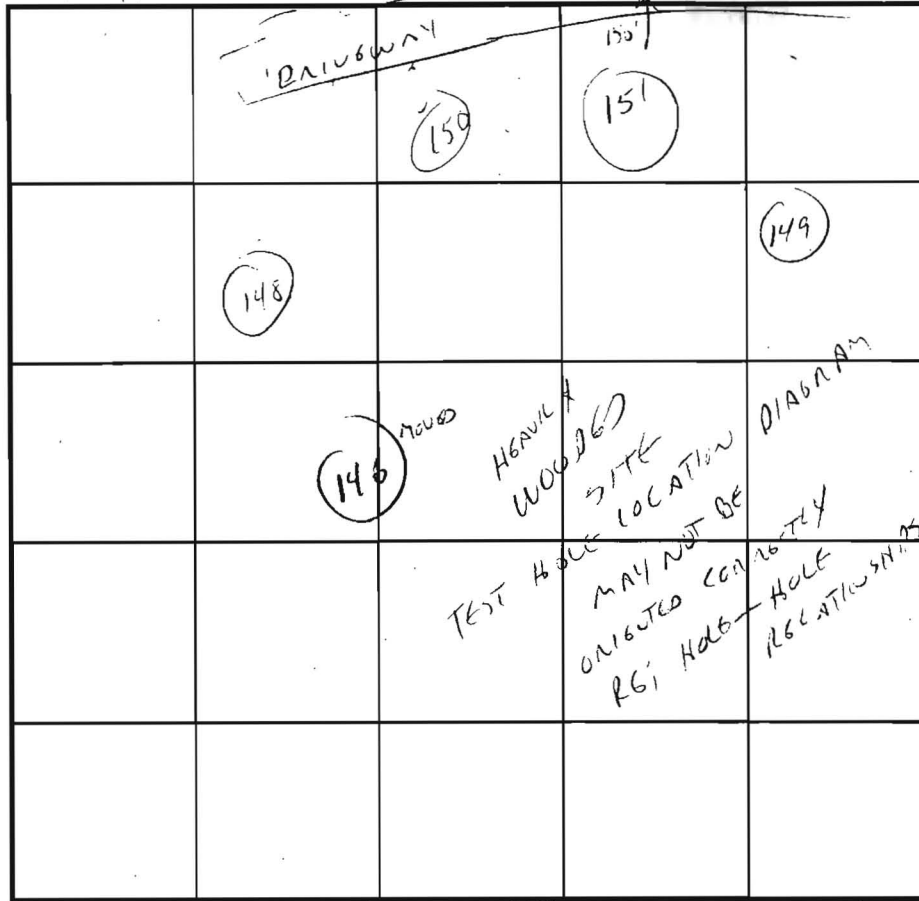 DRIVEWAY
150'
150
151
149
148
146 MOVED
HEAVILY
WOODED
SITE
TEST HOLE LOCATION DIAGRAM
MAY NOT BE
ORIENTED CORRECTLY
RE; HOLE-HOLE
RELATIONSHIPS